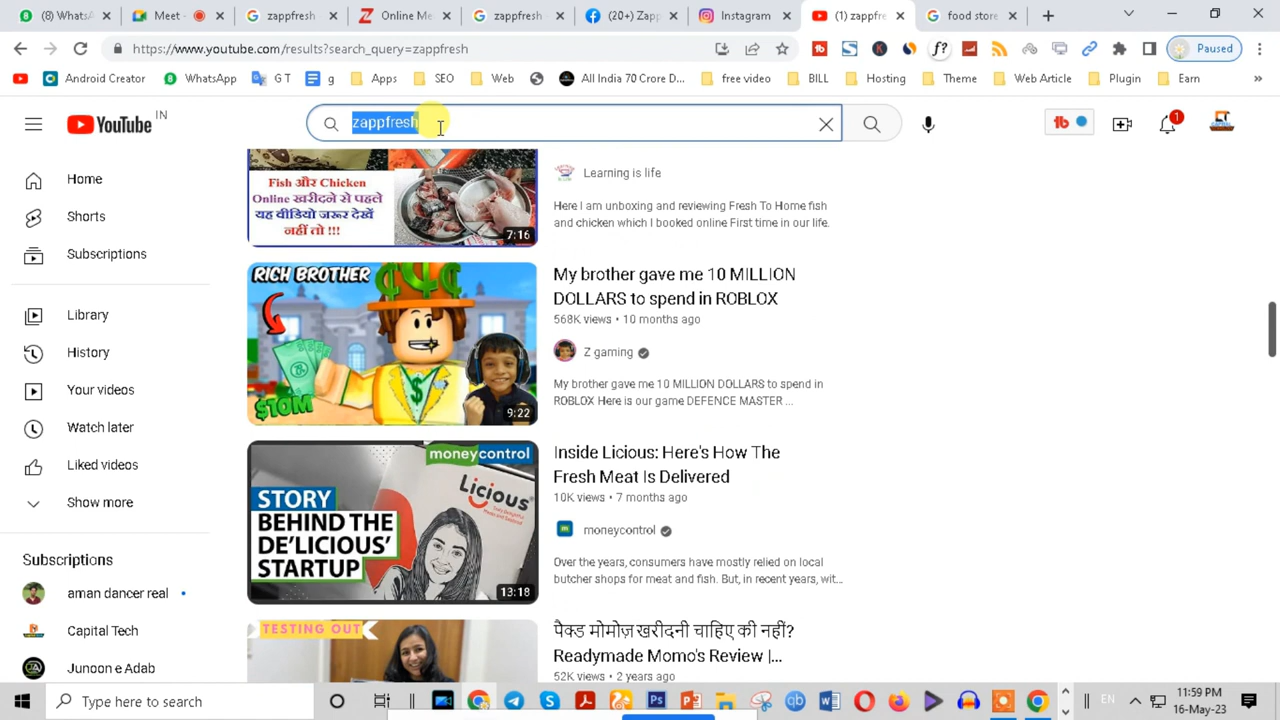 (8) WhatsA
Meet -
zappfresh
Online Me
zappfresh
(20+) Zapp
Instagram
(1) zappfre
food store
https://www.youtube.com/results?search_query=zappfresh
Paused
Android Creator
WhatsApp
G T
g
Apps
SEO
Web
All India 70 Crore D...
free video
BILL
Hosting
Theme
Web Article
Plugin
Earn
YouTube IN
zappfresh
1
Home
Shorts
Subscriptions
Library
History
Your videos
Watch later
Liked videos
Show more
Subscriptions
aman dancer real
Capital Tech
Junoon e Adab
Fish और Chicken
Online खरीदने से पहले
यह वीडियो जरूर देखें
नहीं तो !!!
7:16
Learning is life
Here I am unboxing and reviewing Fresh To Home fish
and chicken which I booked online First time in our life.
RICH BROTHER
$10M
9:22
My brother gave me 10 MILLION
DOLLARS to spend in ROBLOX
568K views • 10 months ago
Z gaming
My brother gave me 10 MILLION DOLLARS to spend in
ROBLOX Here is our game DEFENCE MASTER ...
moneycontrol
Licious
STORY
BEHIND THE
DE'LICIOUS'
STARTUP
13:18
Inside Licious: Here's How The
Fresh Meat Is Delivered
10K views • 7 months ago
moneycontrol
Over the years, consumers have mostly relied on local
butcher shops for meat and fish. But, in recent years, wit...
TESTING OUT
पैक्ड मोमोज़ खरीदनी चाहिए की नहीं?
Readymade Momo's Review |...
52K views • 2 years ago
Type here to search
ENG
11:59 PM
16-May-23